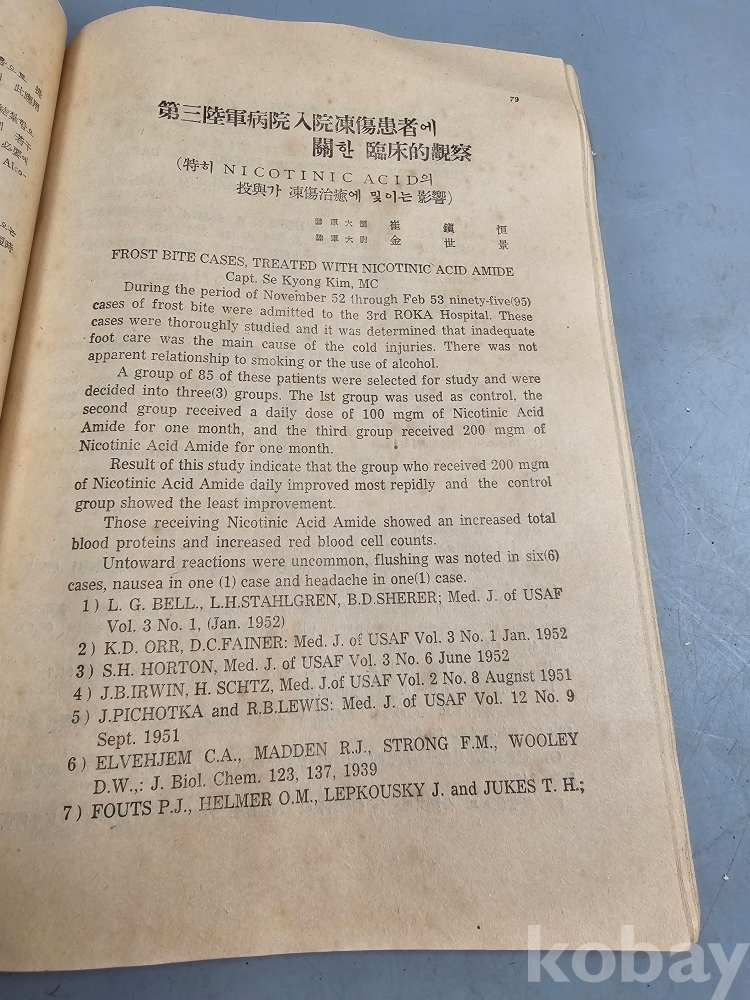 79
第三陸軍病院入院凍傷患者에
關한 臨床的觀察
(特히 NICOTINIC ACID의
投與가 凍傷治癒에 및이는 影響)
陸軍大尉 崔 鎭 恒
陸軍大尉 金 世 景
FROST BITE CASES, TREATED WITH NICOTINIC ACID AMIDE
Capt. Se Kyong Kim, MC
During the period of November 52 through Feb 53 ninety-five(95)
cases of frost bite were admitted to the 3rd ROKA Hospital. These
cases were thoroughly studied and it was determined that inadequate
foot care was the main cause of the cold injuries. There was not
apparent relationship to smoking or the use of alcohol.
A group of 85 of these patients were selected for study and were
decided into three(3) groups. The lst group was used as control, the
second group received a daily dose of 100 mgm of Nicotinic Acid
Amide for one month, and the third group received 200 mgm of
Nicotinic Acid Amide for one month.
Result of this study indicate that the group who received 200 mgm
of Nicotinic Acid Amide daily improved most repidly and the control
group showed the least improvement.
Those receiving Nicotinic Acid Amide showed an increased total
blood proteins and increased red blood cell counts.
Untoward reactions were uncommon, flushing was noted in six(6)
cases, nausea in one (1) case and headache in one(1) case.
1) L. G. BELL., L.H.STAHLGREN, B.D.SHERER; Med. J. of USAF
Vol. 3 No. 1, (Jan. 1952)
2) K.D. ORR, D.C.FAINER: Med. J. of USAF Vol. 3 No. 1 Jan. 1952
3) S.H. HORTON, Med. J. of USAF Vol. 3 No. 6 June 1952
4) J.B.IRWIN, H. SCHTZ, Med. J.of USAF Vol. 2 No. 8 Augnst 1951
5) J.PICHOTKA and R.B.LEWIS: Med. J. of USAF Vol. 12 No. 9
Sept. 1951
6) ELVEHJEM C.A., MADDEN R.J., STRONG F.M., WOOLEY
D.W.,: J. Biol. Chem. 123, 137, 1939
7) FOUTS P.J., HELMER O.M., LEPKOUSKY J. and JUKES T. H.;
kobay